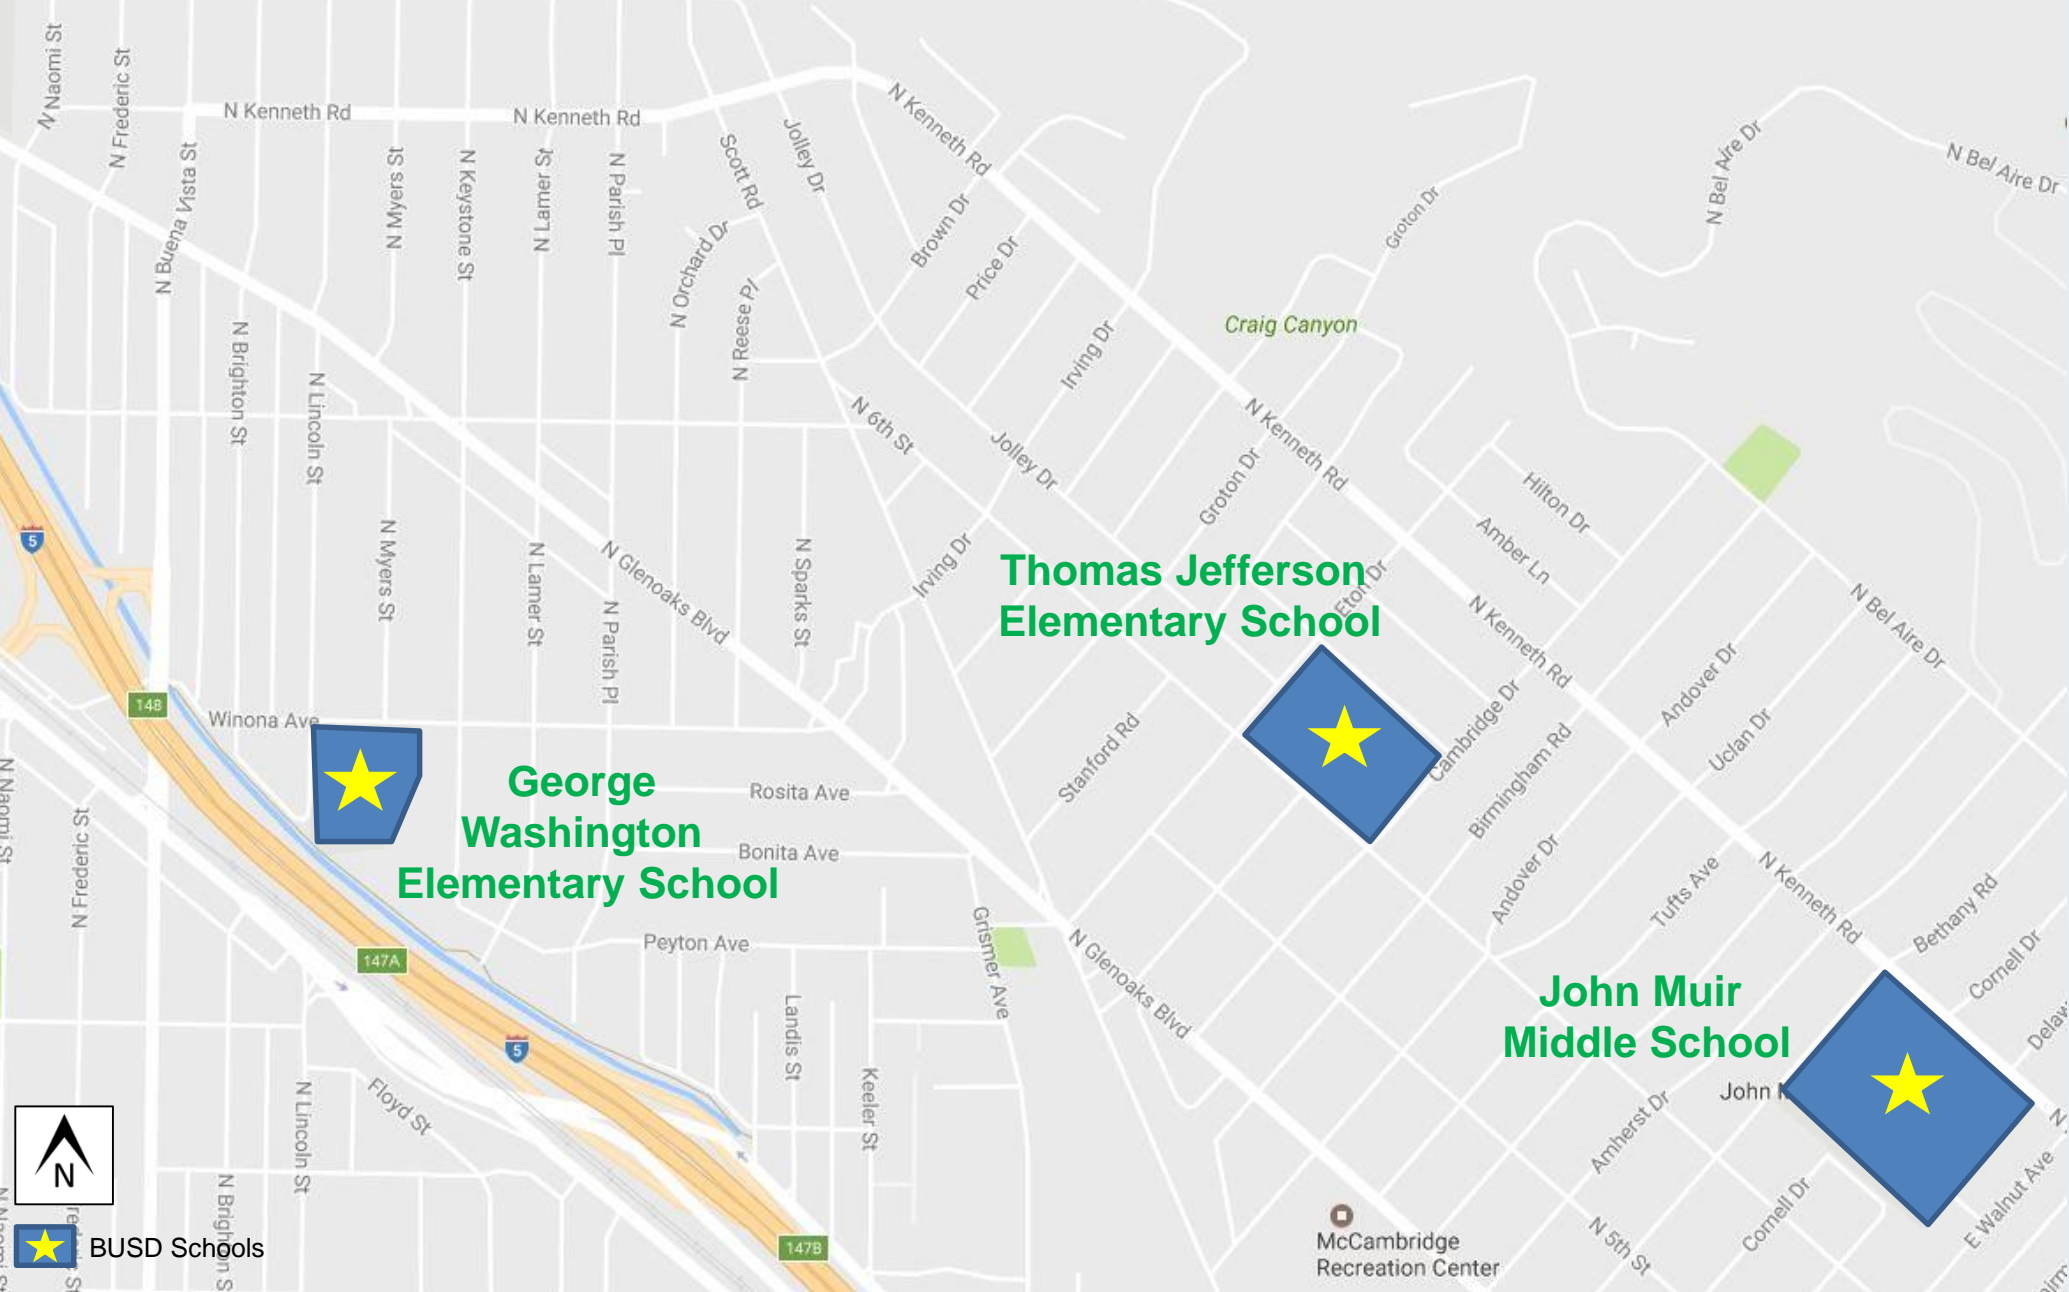 N Naomi St
N Frederic St
N Kenneth Rd
N Kenneth Rd
N Kenneth Rd
N Buena Vista St
N Myers St
N Keystone St
N Lamer St
N Parish Pl
Scott Rd
Jolley Dr
N Orchard Dr
N Reese Pl
Brown Dr
Price Dr
Groton Dr
N Bel Aire Dr
N Bel Aire Dr
Craig Canyon
Irving Dr
N Brighton St
N Lincoln St
N 6th St
Jolley Dr
N Kenneth Rd
Groton Dr
Hilton Dr
Amber Ln
5
N Myers St
N Lamer St
N Glenoaks Blvd
N Parish Pl
N Sparks St
Irving Dr
Thomas Jefferson
Elementary School
Eton Dr
N Kenneth Rd
N Bel Aire Dr
Andover Dr
Uclan Dr
Cambridge Dr
Birmingham Rd
Stanford Rd
148
Winona Ave
George
Washington
Elementary School
Rosita Ave
Bonita Ave
N Naomi St
N Frederic St
Andover Dr
Tufts Ave
N Kenneth Rd
Bethany Rd
Cornell Dr
Peyton Ave
Grismer Ave
N Glenoaks Blvd
147A
John Muir
Middle School
John
5
Landis St
Keeler St
Floyd St
N Lincoln St
Amherst Dr
Cornell Dr
N 5th St
E Walnut Ave
N
N Brighton S
147B
McCambridge
Recreation Center
BUSD Schools